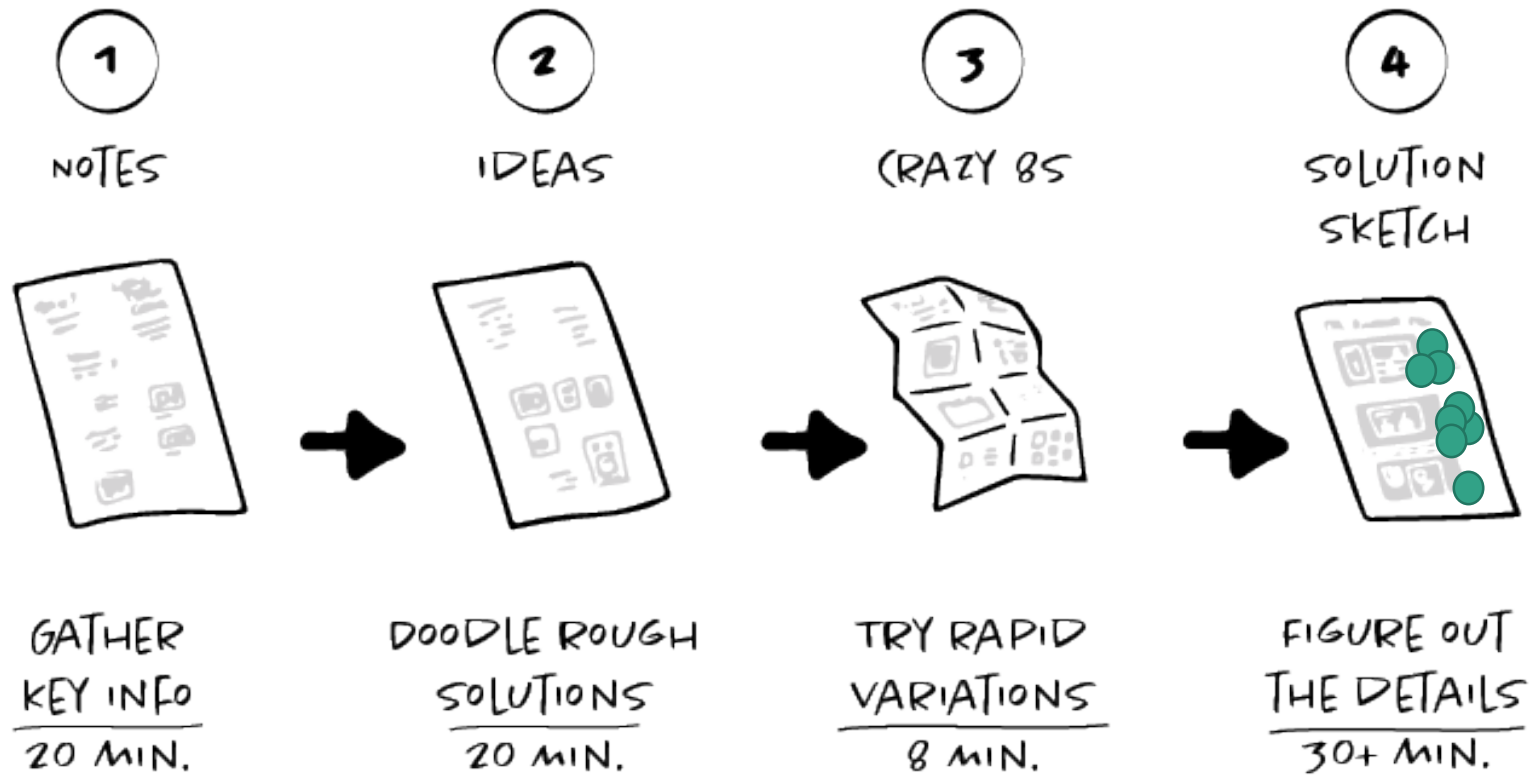 1
NOTES
GATHER
KEY INFO
20 MIN.
2
IDEAS
DOODLE ROUGH
SOLUTIONS
20 MIN.
3
CRAZY 8S
TRY RAPID
VARIATIONS
8 MIN.
4
SOLUTION
SKETCH
FIGURE OUT
THE DETAILS
30+ MIN.